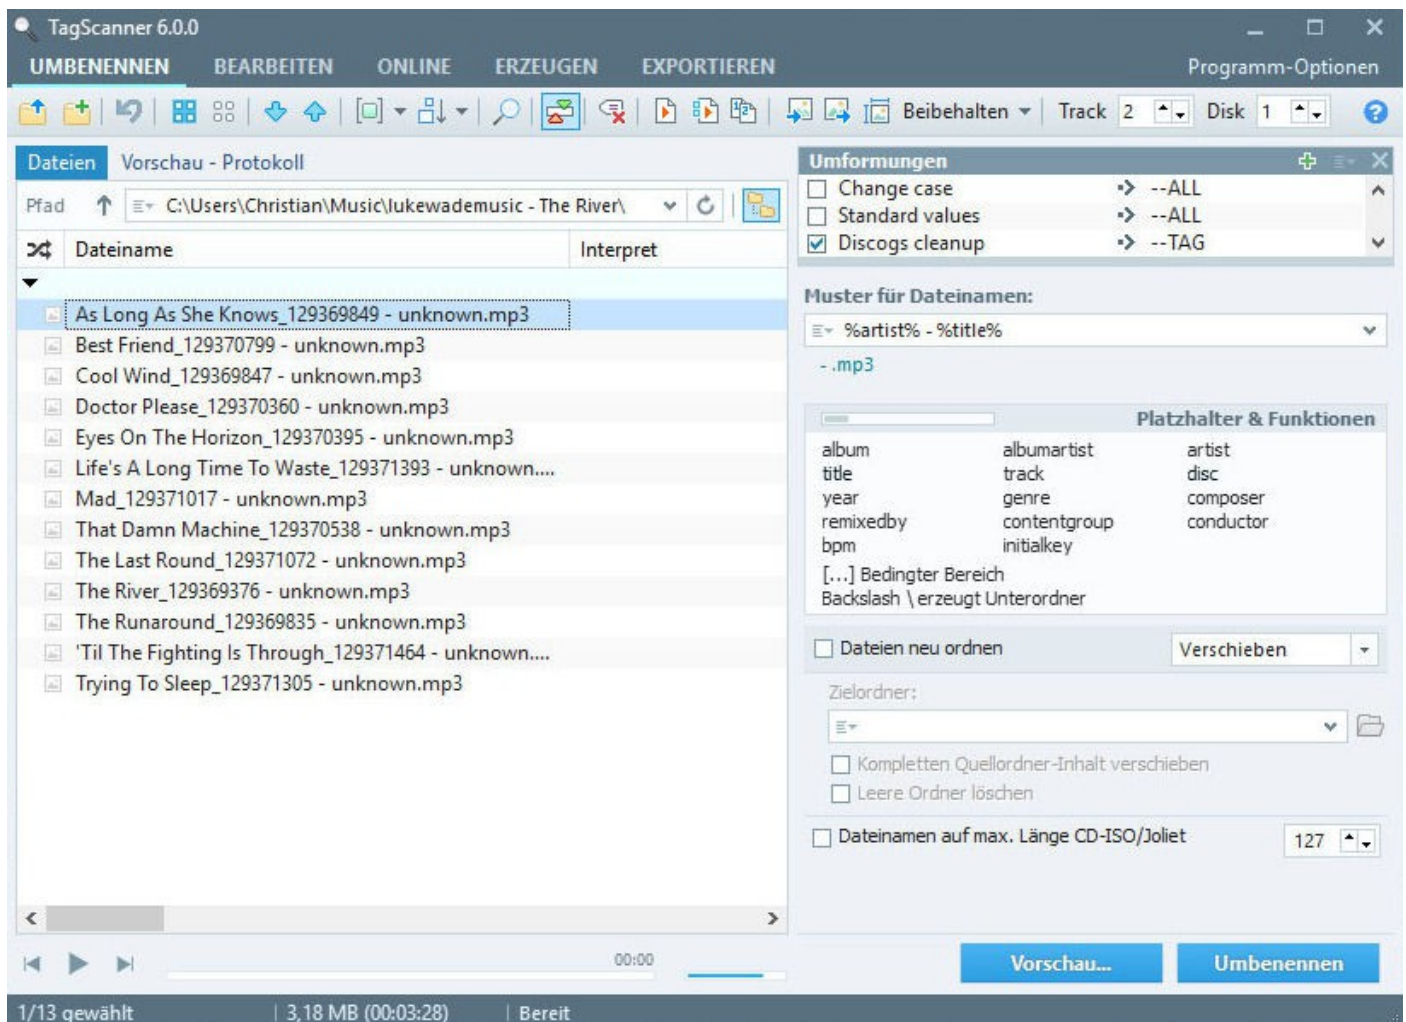 TagScanner 6.0.0
UMBENENNEN BEARBEITEN ONLINE ERZEUGEN EXPORTIEREN Programm-Optionen
Beibehalten Track 2 Disk 1
Dateien Vorschau - Protokoll
Pfad C:\Users\Christian\Music\lukewademusic - The River\
Dateiname Interpret
As Long As She Knows_129369849 - unknown.mp3
Best Friend_129370799 - unknown.mp3
Cool Wind_129369847 - unknown.mp3
Doctor Please_129370360 - unknown.mp3
Eyes On The Horizon_129370395 - unknown.mp3
Life's A Long Time To Waste_129371393 - unknown....
Mad_129371017 - unknown.mp3
That Damn Machine_129370538 - unknown.mp3
The Last Round_129371072 - unknown.mp3
The River_129369376 - unknown.mp3
The Runaround_129369835 - unknown.mp3
'Til The Fighting Is Through_129371464 - unknown....
Trying To Sleep_129371305 - unknown.mp3
Umformungen
Change case --ALL
Standard values --ALL
Discogs cleanup --TAG
Muster für Dateinamen:
%artist% - %title%
- .mp3
Platzhalter & Funktionen
album albumartist artist
title track disc
year genre composer
remixedby contentgroup conductor
bpm initialkey
[...] Bedingter Bereich
Backslash \ erzeugt Unterordner
Dateien neu ordnen Verschieben
Zielordner:
Kompletten Quellordner-Inhalt verschieben
Leere Ordner löschen
Dateinamen auf max. Länge CD-ISO/Joliet 127
00:00
Vorschau... Umbenennen
1/13 gewählt | 3,18 MB (00:03:28) | Bereit